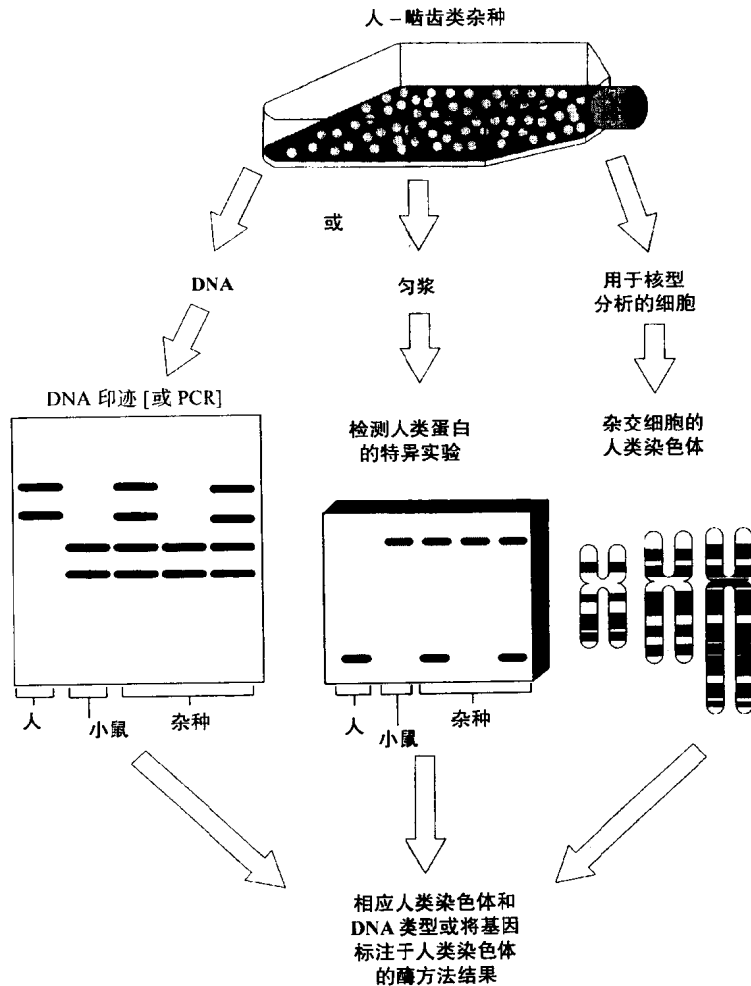 人－啮齿类杂种
或
DNA
匀浆
用于核型
分析的细胞
DNA 印迹 [或 PCR]
检测人类蛋白
的特异实验
杂交细胞的
人类染色体
人
小鼠
杂种
人
小鼠
杂种
相应人类染色体和
DNA 类型或将基因
标注于人类染色体
的酶方法结果